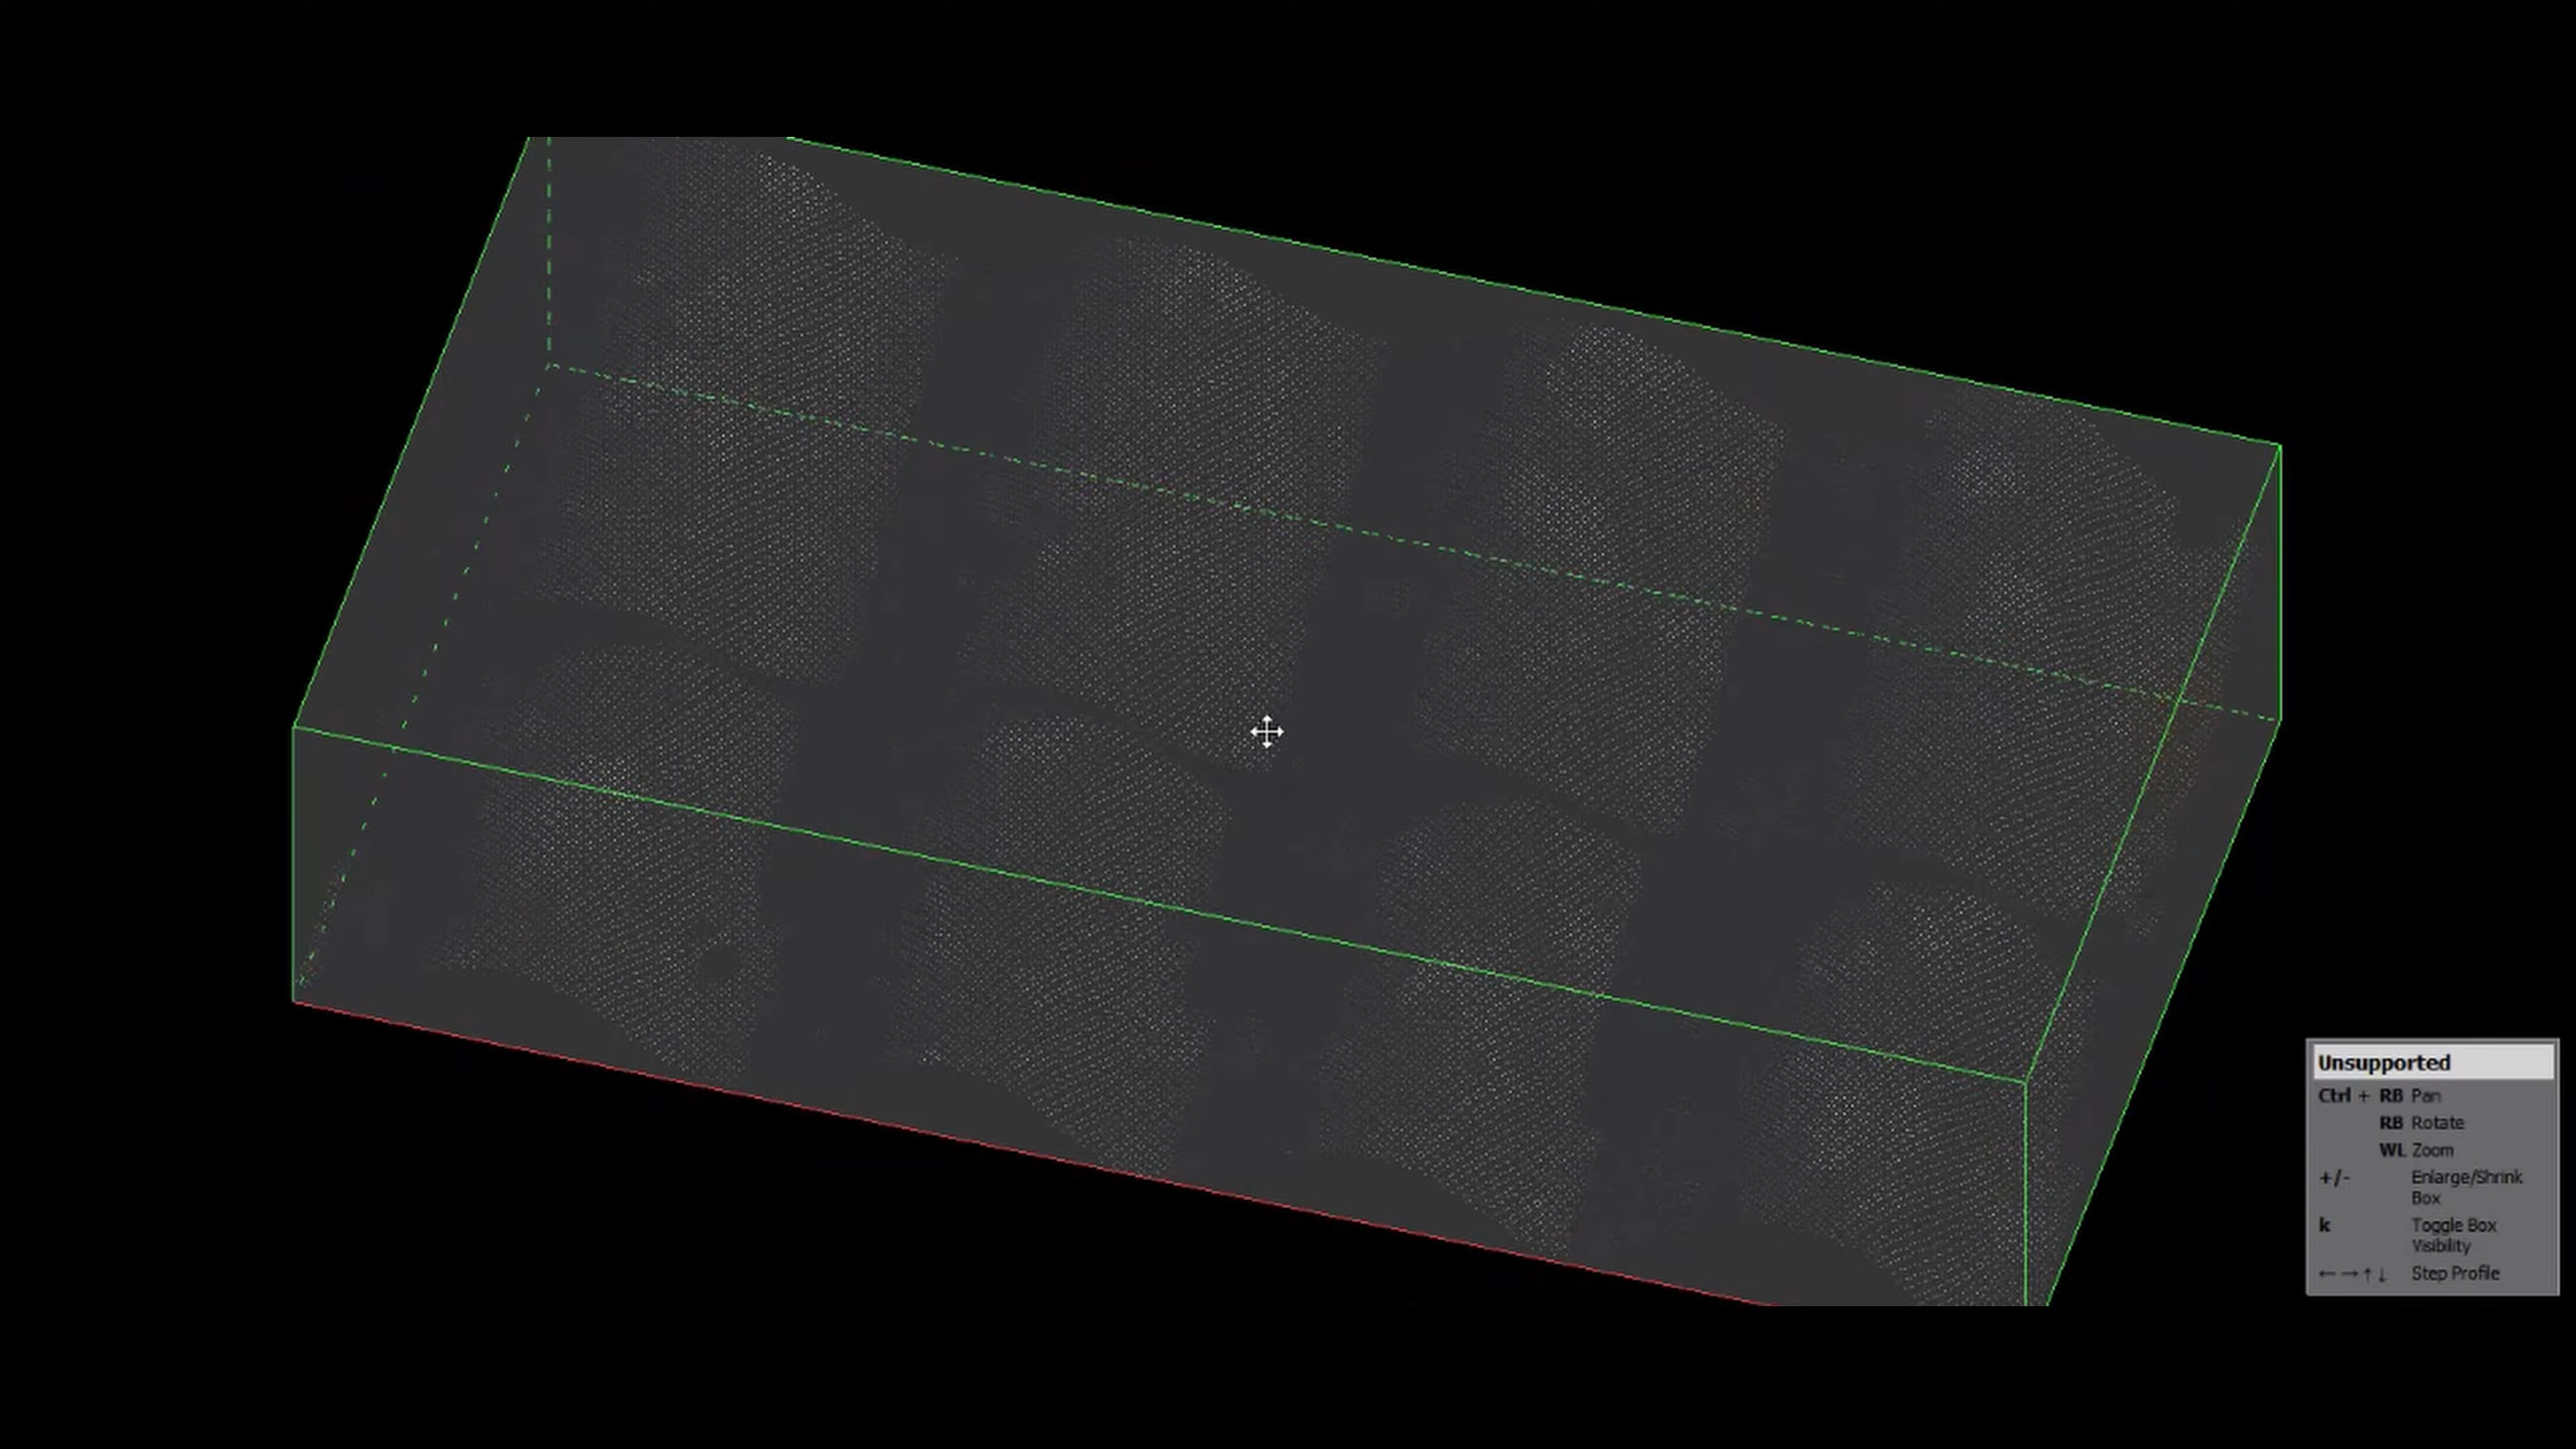 Unsupported
Ctrl + RB Pan
RB Rotate
WL Zoom
+/- Enlarge/Shrink
Box
k Toggle Box
Visibility
←→↑↓ Step Profile